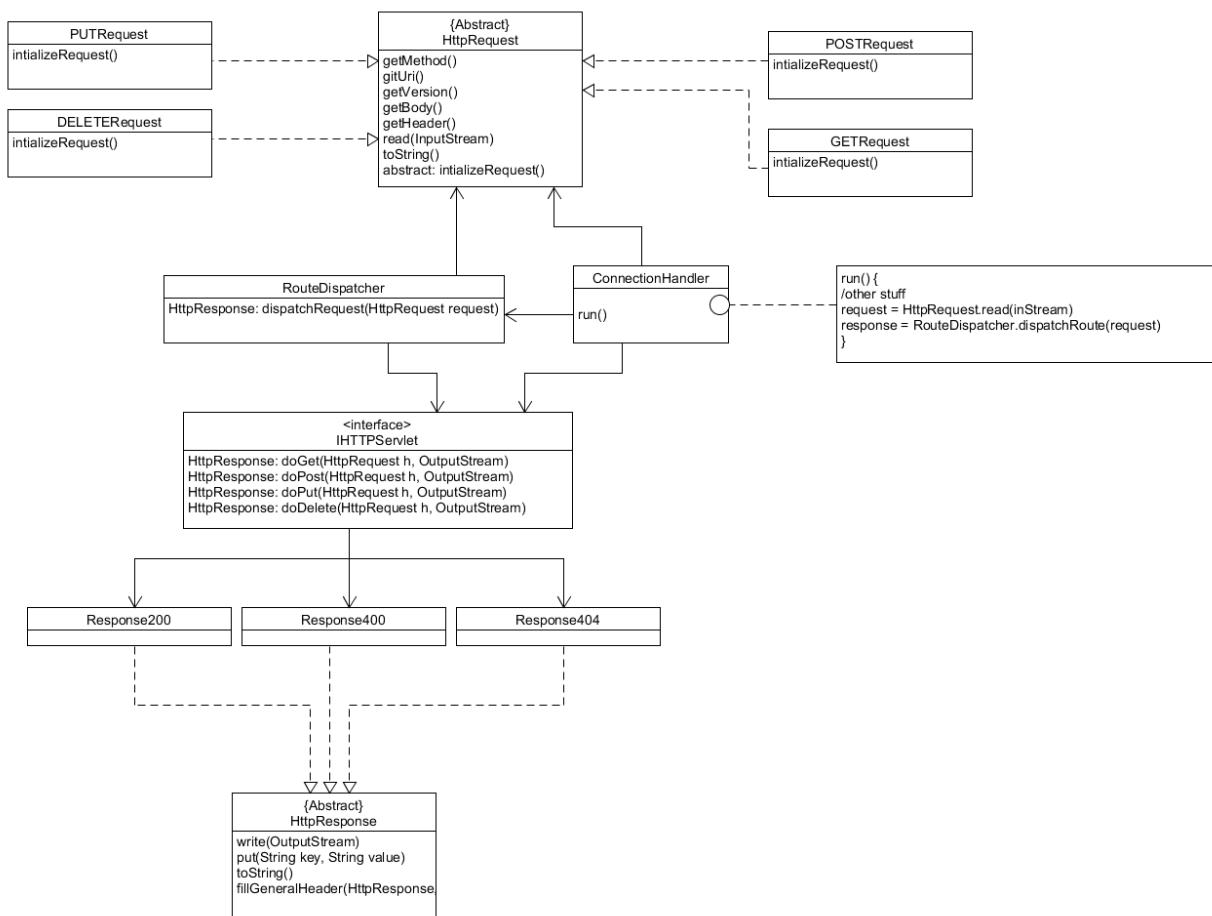 PUTRequest
intializeRequest()
DELETERequest
intializeRequest()
{Abstract}
HttpRequest
getMethod()
gitUri()
getVersion()
getBody()
getHeader()
read(InputStream)
toString()
abstract: intializeRequest()
POSTRequest
intializeRequest()
GETRequest
intializeRequest()
RouteDispatcher
HttpResponse: dispatchRequest(HttpRequest request)
ConnectionHandler
run()
run() {
/other stuff
request = HttpRequest.read(inStream)
response = RouteDispatcher.dispatchRoute(request)
}
<interface>
IHTTPServlet
HttpResponse: doGet(HttpRequest h, OutputStream)
HttpResponse: doPost(HttpRequest h, OutputStream)
HttpResponse: doPut(HttpRequest h, OutputStream)
HttpResponse: doDelete(HttpRequest h, OutputStream)
Response200
Response400
Response404
{Abstract}
HttpResponse
write(OutputStream)
put(String key, String value)
toString()
fillGeneralHeader(HttpResponse,